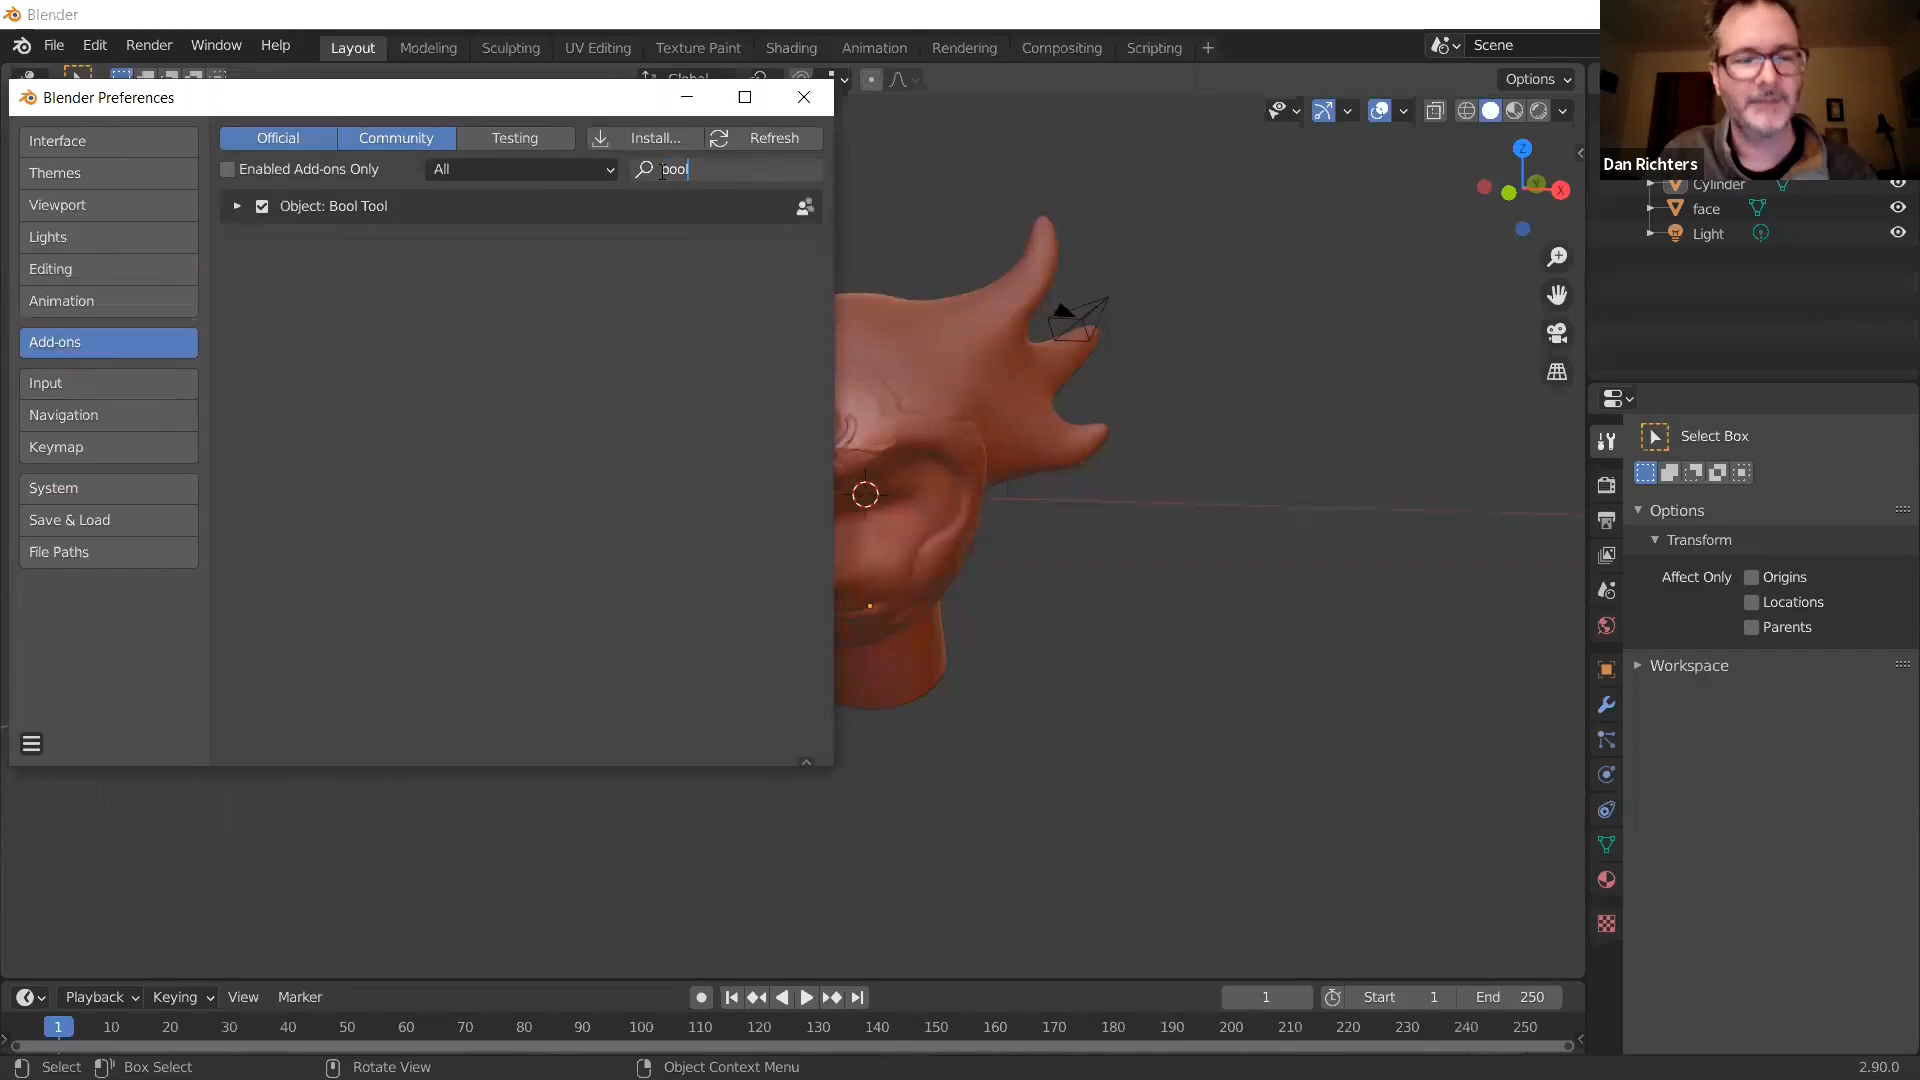 Blender
File Edit Render Window Help Layout Modeling Sculpting UV Editing Texture Paint Shading Animation Rendering Compositing Scripting + Scene
Global Options
Blender Preferences
Interface
Themes
Viewport
Lights
Editing
Animation
Add-ons
Input
Navigation
Keymap
System
Save & Load
File Paths
Official Community Testing Install... Refresh
Enabled Add-ons Only All bool
Object: Bool Tool
Z
Y
X
Dan Richters
Cylinder
face
Light
Select Box
Options
Transform
Affect Only Origins
Locations
Parents
Workspace
Playback Keying View Marker 1 Start 1 End 250
1 10 20 30 40 50 60 70 80 90 100 110 120 130 140 150 160 170 180 190 200 210 220 230 240 250
Select Box Select Rotate View Object Context Menu 2.90.0